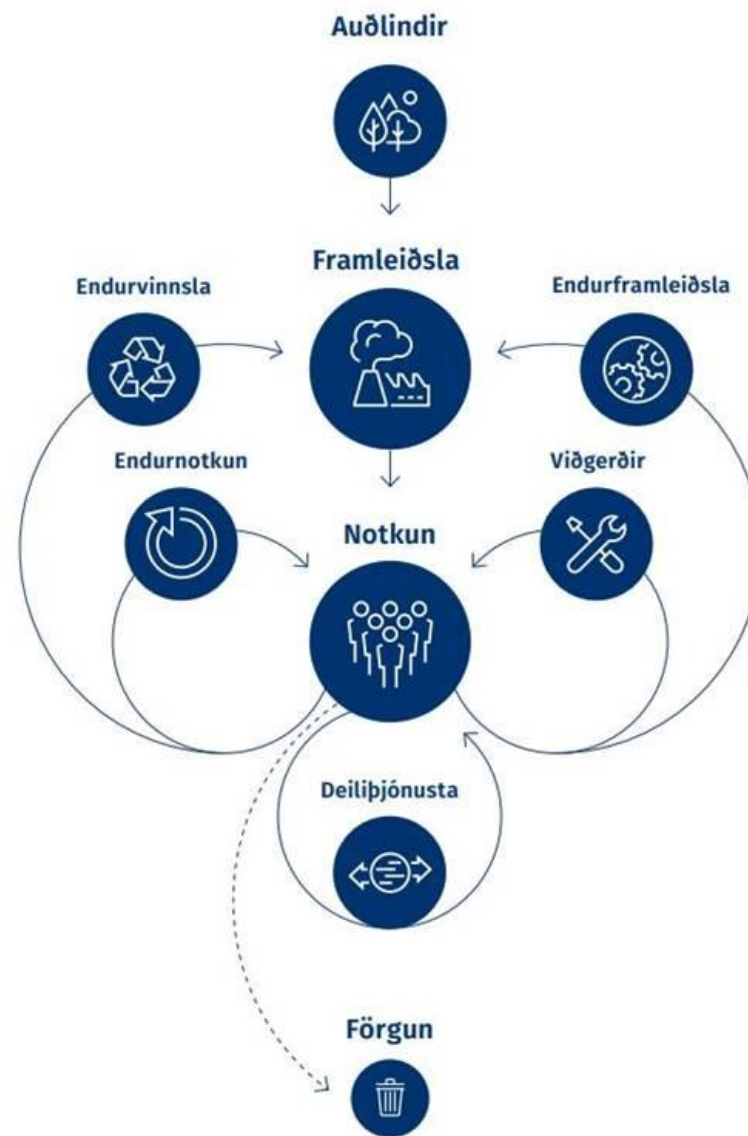 Auðlindir
Framleiðsla
Endurvinnsla
Endurframleiðsla
Endurnotkun
Viðgerðir
Notkun
Deiliþjónusta
Förgun